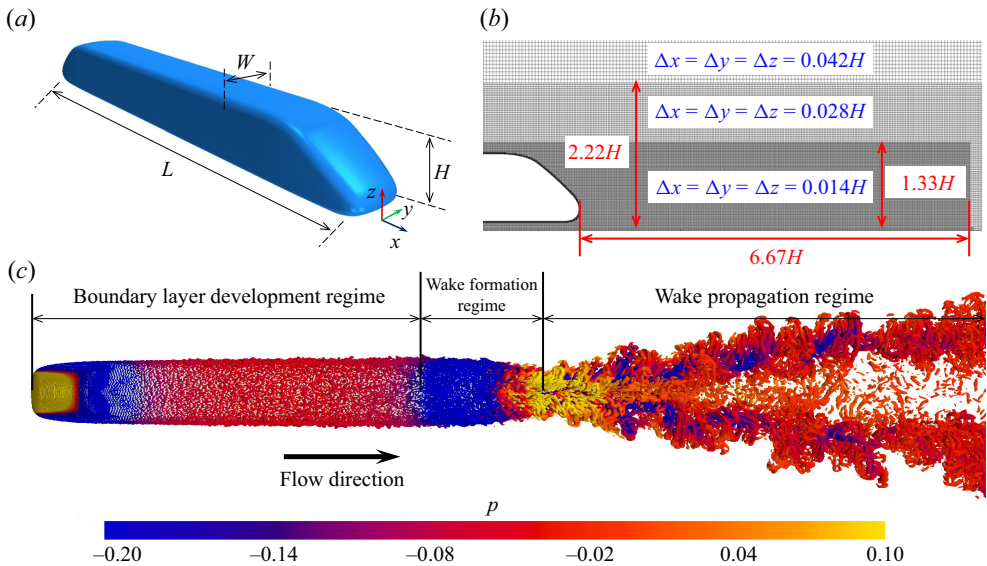 (a)
W
L
H
z
y
x
(b)
Δx = Δy = Δz = 0.042H
Δx = Δy = Δz = 0.028H
2.22H
Δx = Δy = Δz = 0.014H
1.33H
6.67H
(c)
Boundary layer development regime
Wake formation
regime
Wake propagation regime
Flow direction
p
–0.20
–0.14
–0.08
–0.02
0.04
0.10